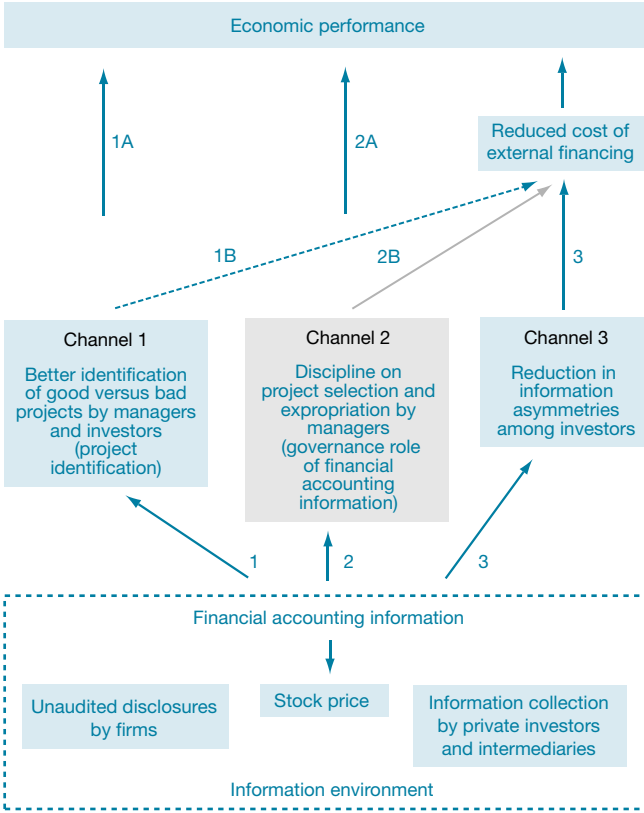 Economic performance
1A
2A
Reduced cost of
external financing
1B
2B
3
Channel 1
Better identification
of good versus bad
projects by managers
and investors
(project
identification)
Channel 2
Discipline on
project selection and
expropriation by
managers
(governance role
of financial
accounting
information)
Channel 3
Reduction in
information
asymmetries
among investors
1
2
3
Financial accounting information
Unaudited disclosures
by firms
Stock price
Information collection
by private investors
and intermediaries
Information environment